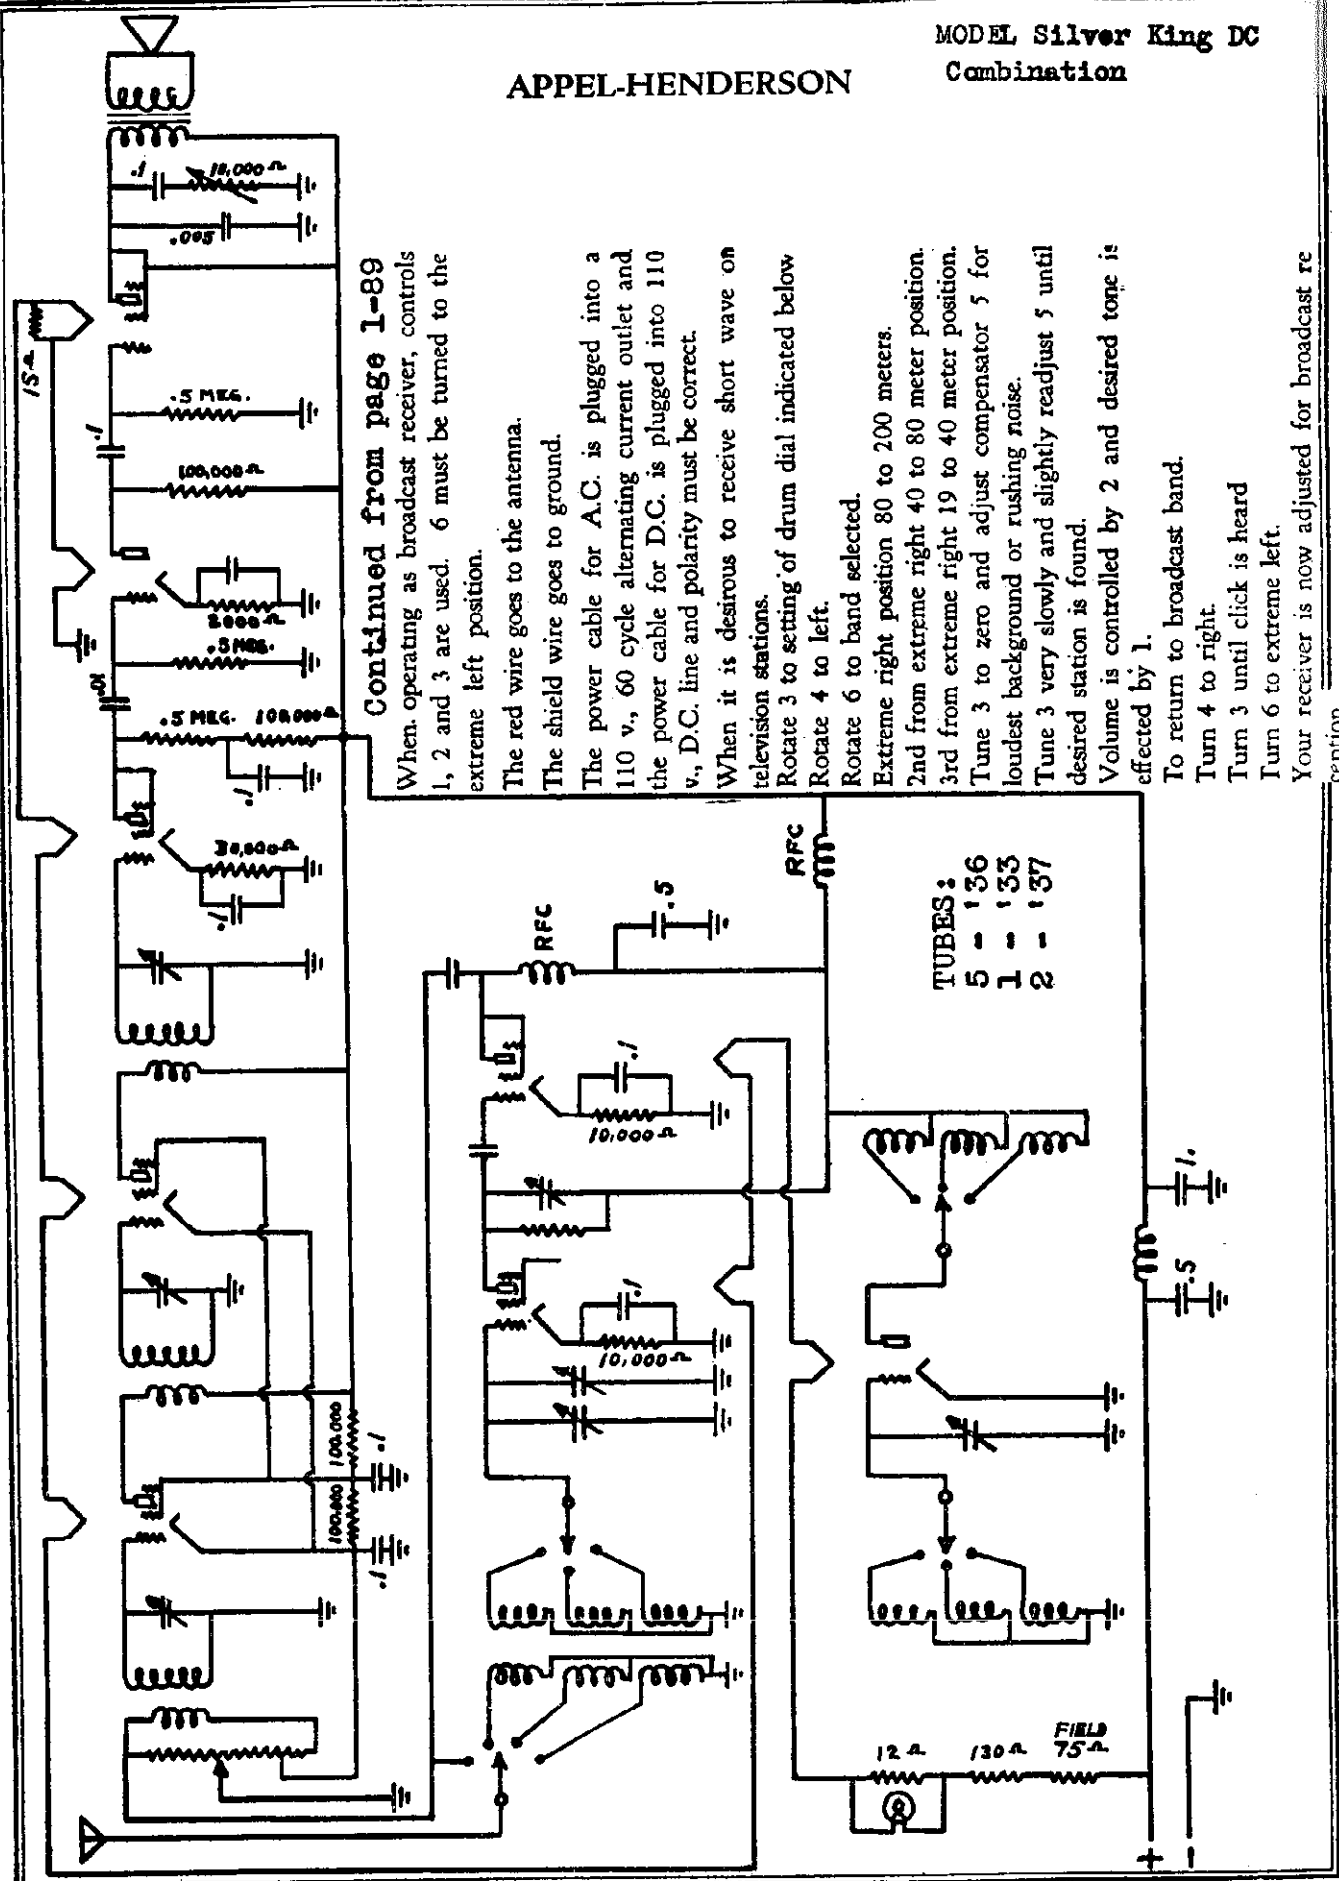 MODEL Silver King DC
Combination
APPEL-HENDERSON
15Ω
.1
10,000Ω
.005
.5 MEG.
.1
100,000Ω
2000Ω
.5 MEG.
.01
.5 MEG. 100,000Ω
.1
30,000Ω
.1
Continued from page 1-89
When operating as broadcast receiver, controls
1, 2 and 3 are used. 6 must be turned to the
extreme left position.
The red wire goes to the antenna.
The shield wire goes to ground.
The power cable for A.C. is plugged into a
110 v., 60 cycle alternating current outlet and
the power cable for D.C. is plugged into 110
v., D.C. line and polarity must be correct.
When it is desirous to receive short wave on
television stations.
Rotate 3 to setting of drum dial indicated below
Rotate 4 to left.
Rotate 6 to band selected.
Extreme right position 80 to 200 meters.
2nd from extreme right 40 to 80 meter position.
3rd from extreme right 19 to 40 meter position.
Tune 3 to zero and adjust compensator 5 for
loudest background or rushing noise.
Tune 3 very slowly and slightly readjust 5 until
desired station is found.
Volume is controlled by 2 and desired tone is
effected by 1.
To return to broadcast band.
Turn 4 to right.
Turn 3 until click is heard
Turn 6 to extreme left.
Your receiver is now adjusted for broadcast re
ception
100,000
100,000
.1
.1
RFC
.5
RFC
10,000Ω
.1
10,000Ω
.1
TUBES:
5 - '36
1 - '33
2 - '37
1.
.5
12Ω
130Ω
FIELD
75Ω
+
-